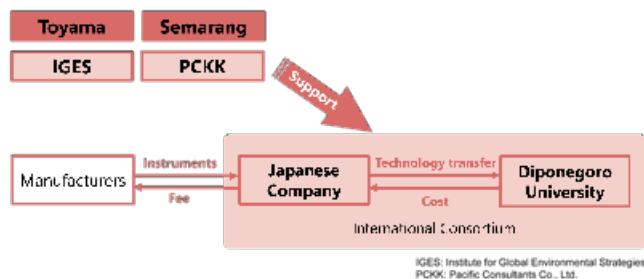 Toyama Semarang
IGES PCKK
Support
Manufacturers
Instruments
Fee
Japanese
Company
Technology transfer
Cost
Diponegoro
University
International Consortium
IGES: Institute for Global Environmental Strategies
PCKK: Pacific Consultants Co., Ltd.